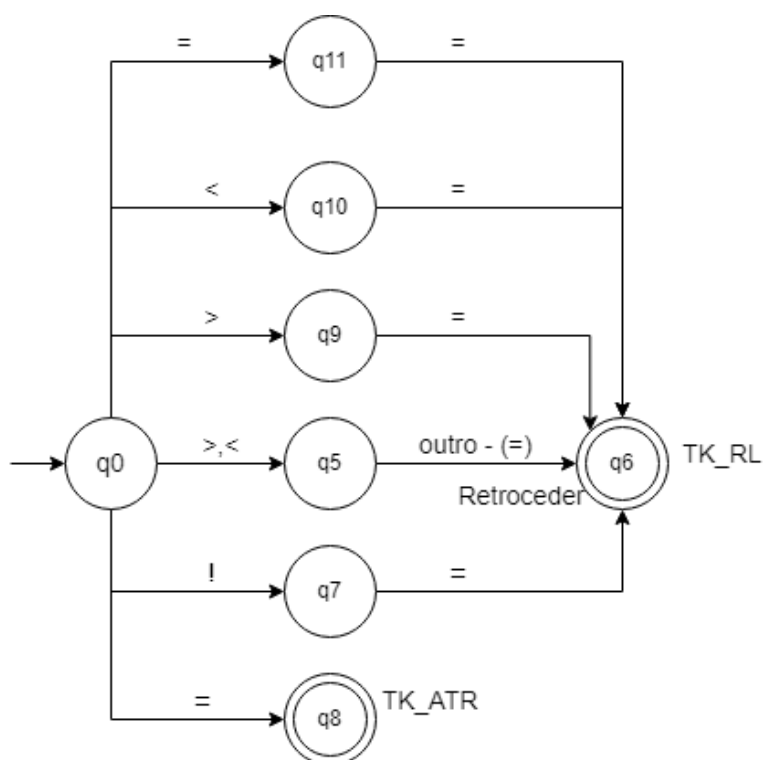 =
q11
=
<
q10
=
>
q9
=
q0
>,<
q5
outro - (=)
q6
TK_RL
Retroceder
!
q7
=
=
q8
TK_ATR